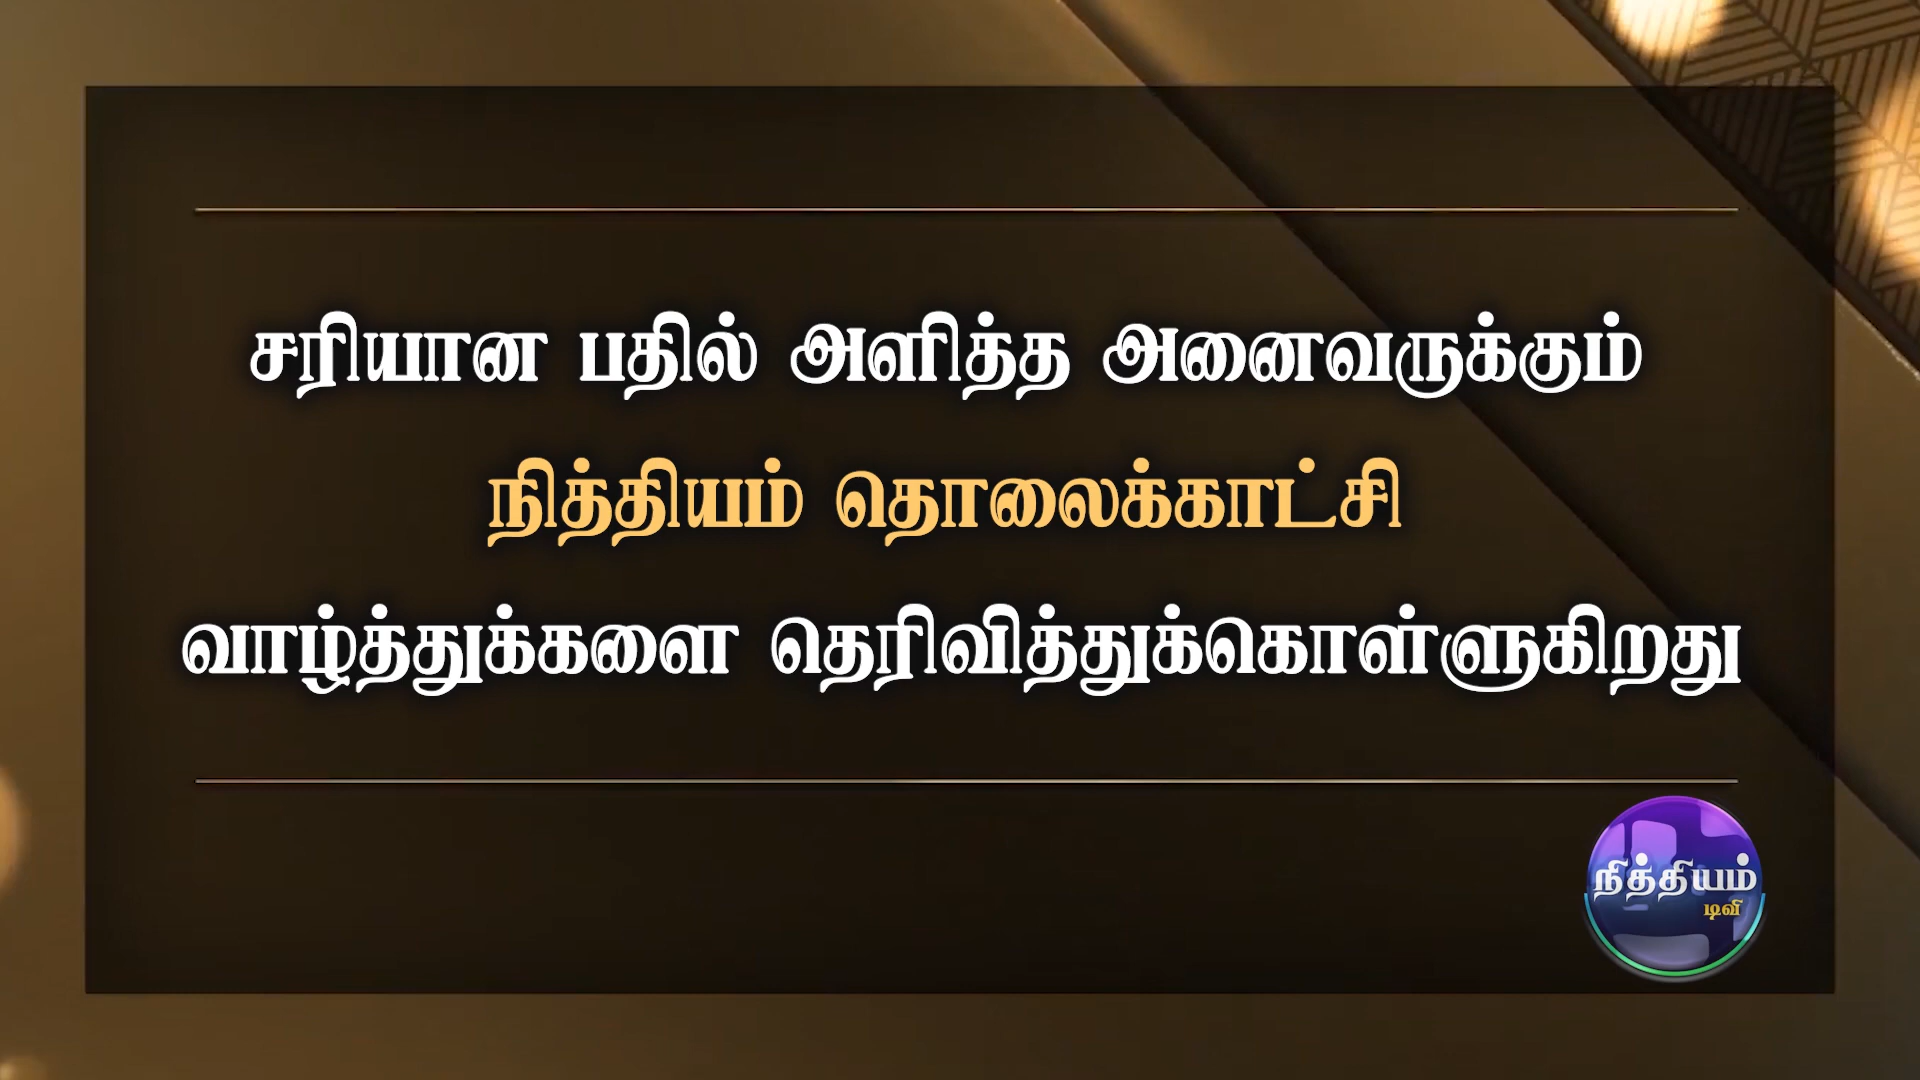 சரியான பதில் அளித்த அனைவருக்கும்
நித்தியம் தொலைக்காட்சி
வாழ்த்துக்களை தெரிவித்துக்கொள்ளுகிறது
நித்தியம்
டிவி